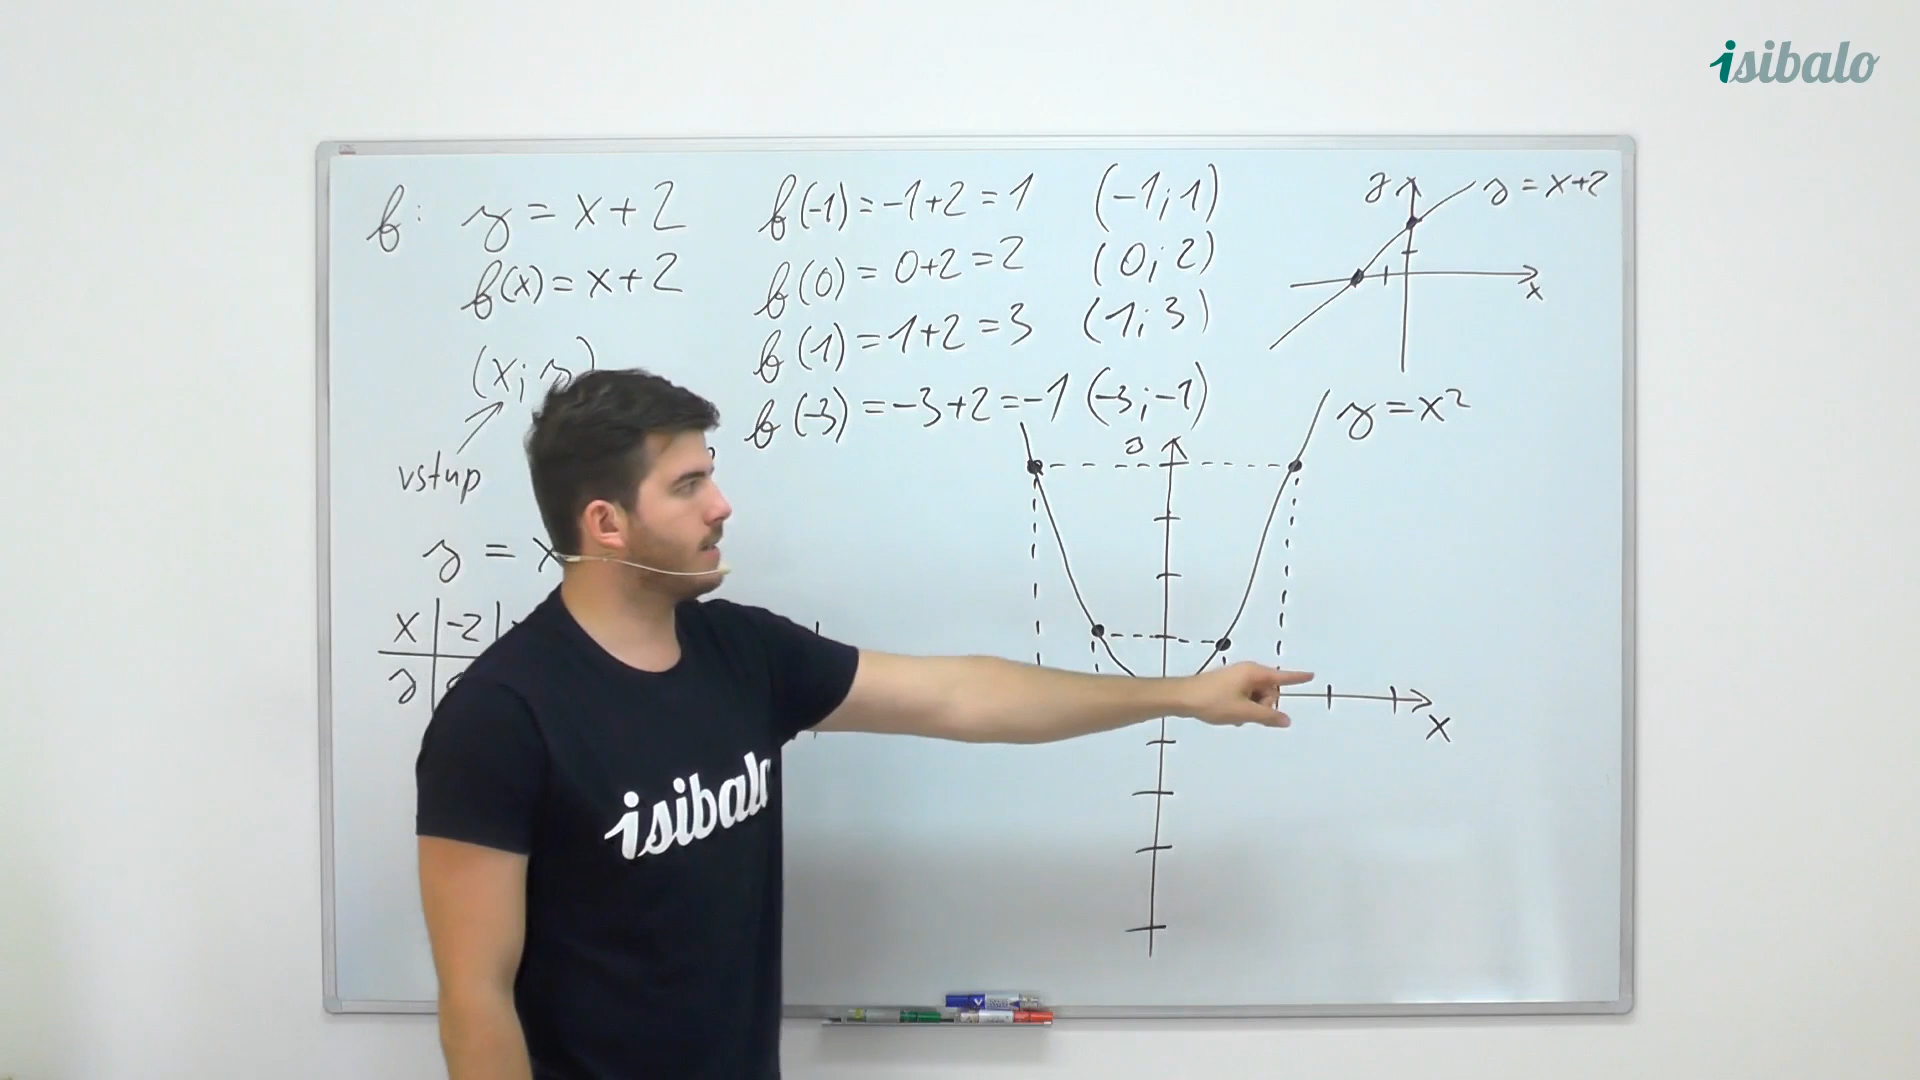 isibalo
f: y = x+2
f(x) = x+2
(x; y)
vstup
y = x
x -2
y
f(-1) = -1+2 = 1 (-1; 1)
f(0) = 0+2 = 2 (0; 2)
f(1) = 1+2 = 3 (1; 3)
f(-3) = -3+2 = -1 (-3; -1)
y
y = x+2
x
y = x²
y
x
isibalo